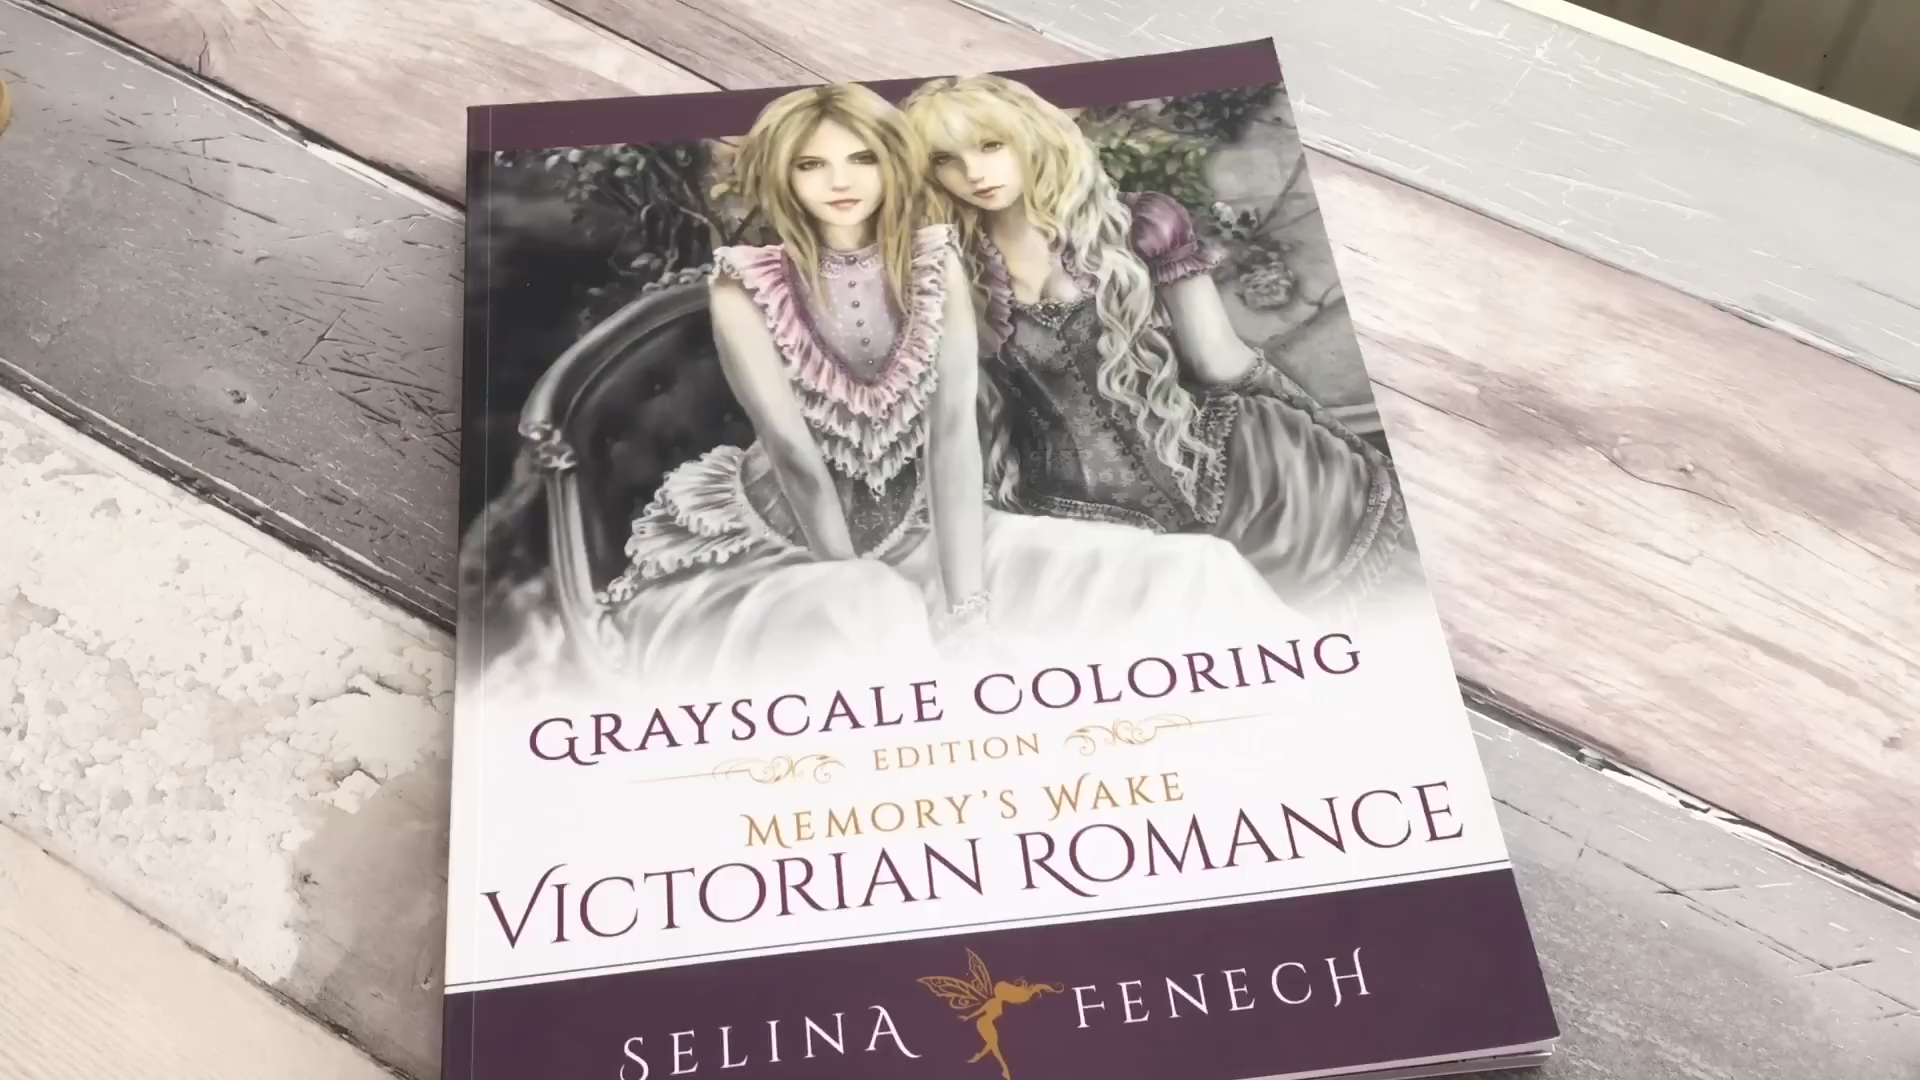 GRAYSCALE COLORING
EDITION
MEMORY'S WAKE
VICTORIAN ROMANCE
SELINA FENECH